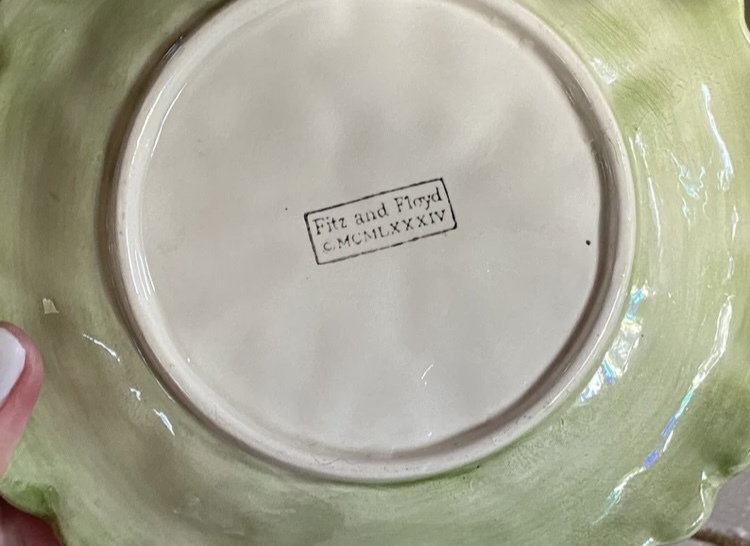 Fitz and Floyd
c. MCMLXXXIV